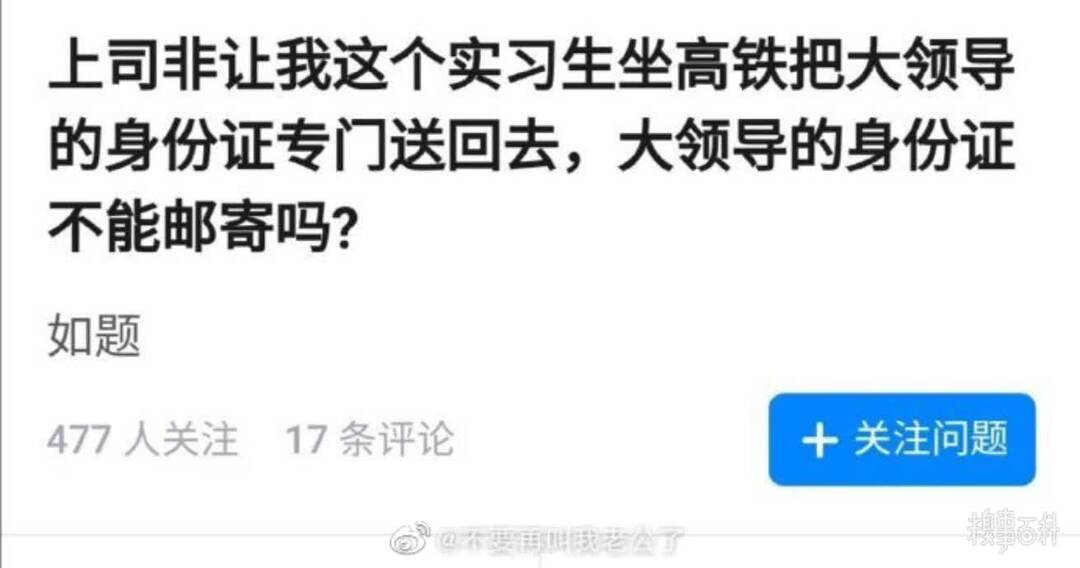 上司非让我这个实习生坐高铁把大领导
的身份证专门送回去，大领导的身份证
不能邮寄吗?
如题
477 人关注 17 条评论
+ 关注问题
@不要再叫我老公了
糗事百科